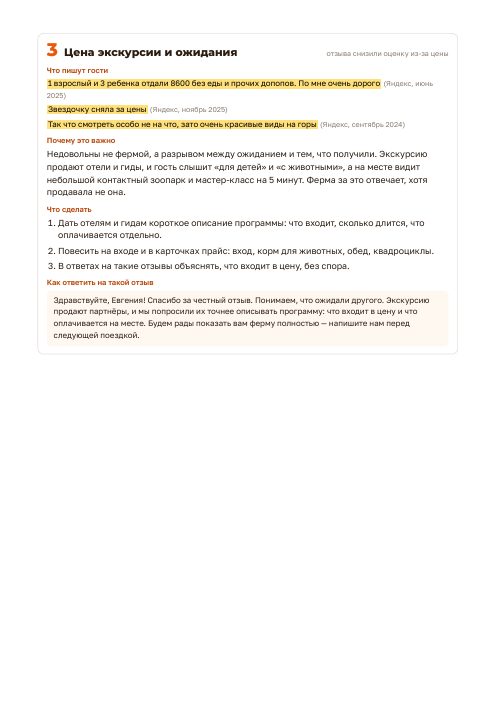 3 Цена экскурсии и ожидания отзыва снизили оценку из-за цены
Что пишут гости
1 взрослый и 3 ребенка отдали 8600 без еды и прочих допопов. По мне очень дорого (Яндекс, июнь
2025)
Звездочку сняла за цены (Яндекс, ноябрь 2025)
Так что смотреть особо не на что, зато очень красивые виды на горы (Яндекс, сентябрь 2024)
Почему это важно
Недовольны не фермой, а разрывом между ожиданием и тем, что получили. Экскурсию
продают отели и гиды, и гость слышит «для детей» и «с животными», а на месте видит
небольшой контактный зоопарк и мастер-класс на 5 минут. Ферма за это отвечает, хотя
продавала не она.
Что сделать
1. Дать отелям и гидам короткое описание программы: что входит, сколько длится, что
оплачивается отдельно.
2. Повесить на входе и в карточках прайс: вход, корм для животных, обед, квадроциклы.
3. В ответах на такие отзывы объяснять, что входит в цену, без спора.
Как ответить на такой отзыв
Здравствуйте, Евгения! Спасибо за честный отзыв. Понимаем, что ожидали другого. Экскурсию
продают партнёры, и мы попросили их точнее описывать программу: что входит в цену и что
оплачивается на месте. Будем рады показать вам ферму полностью — напишите нам перед
следующей поездкой.